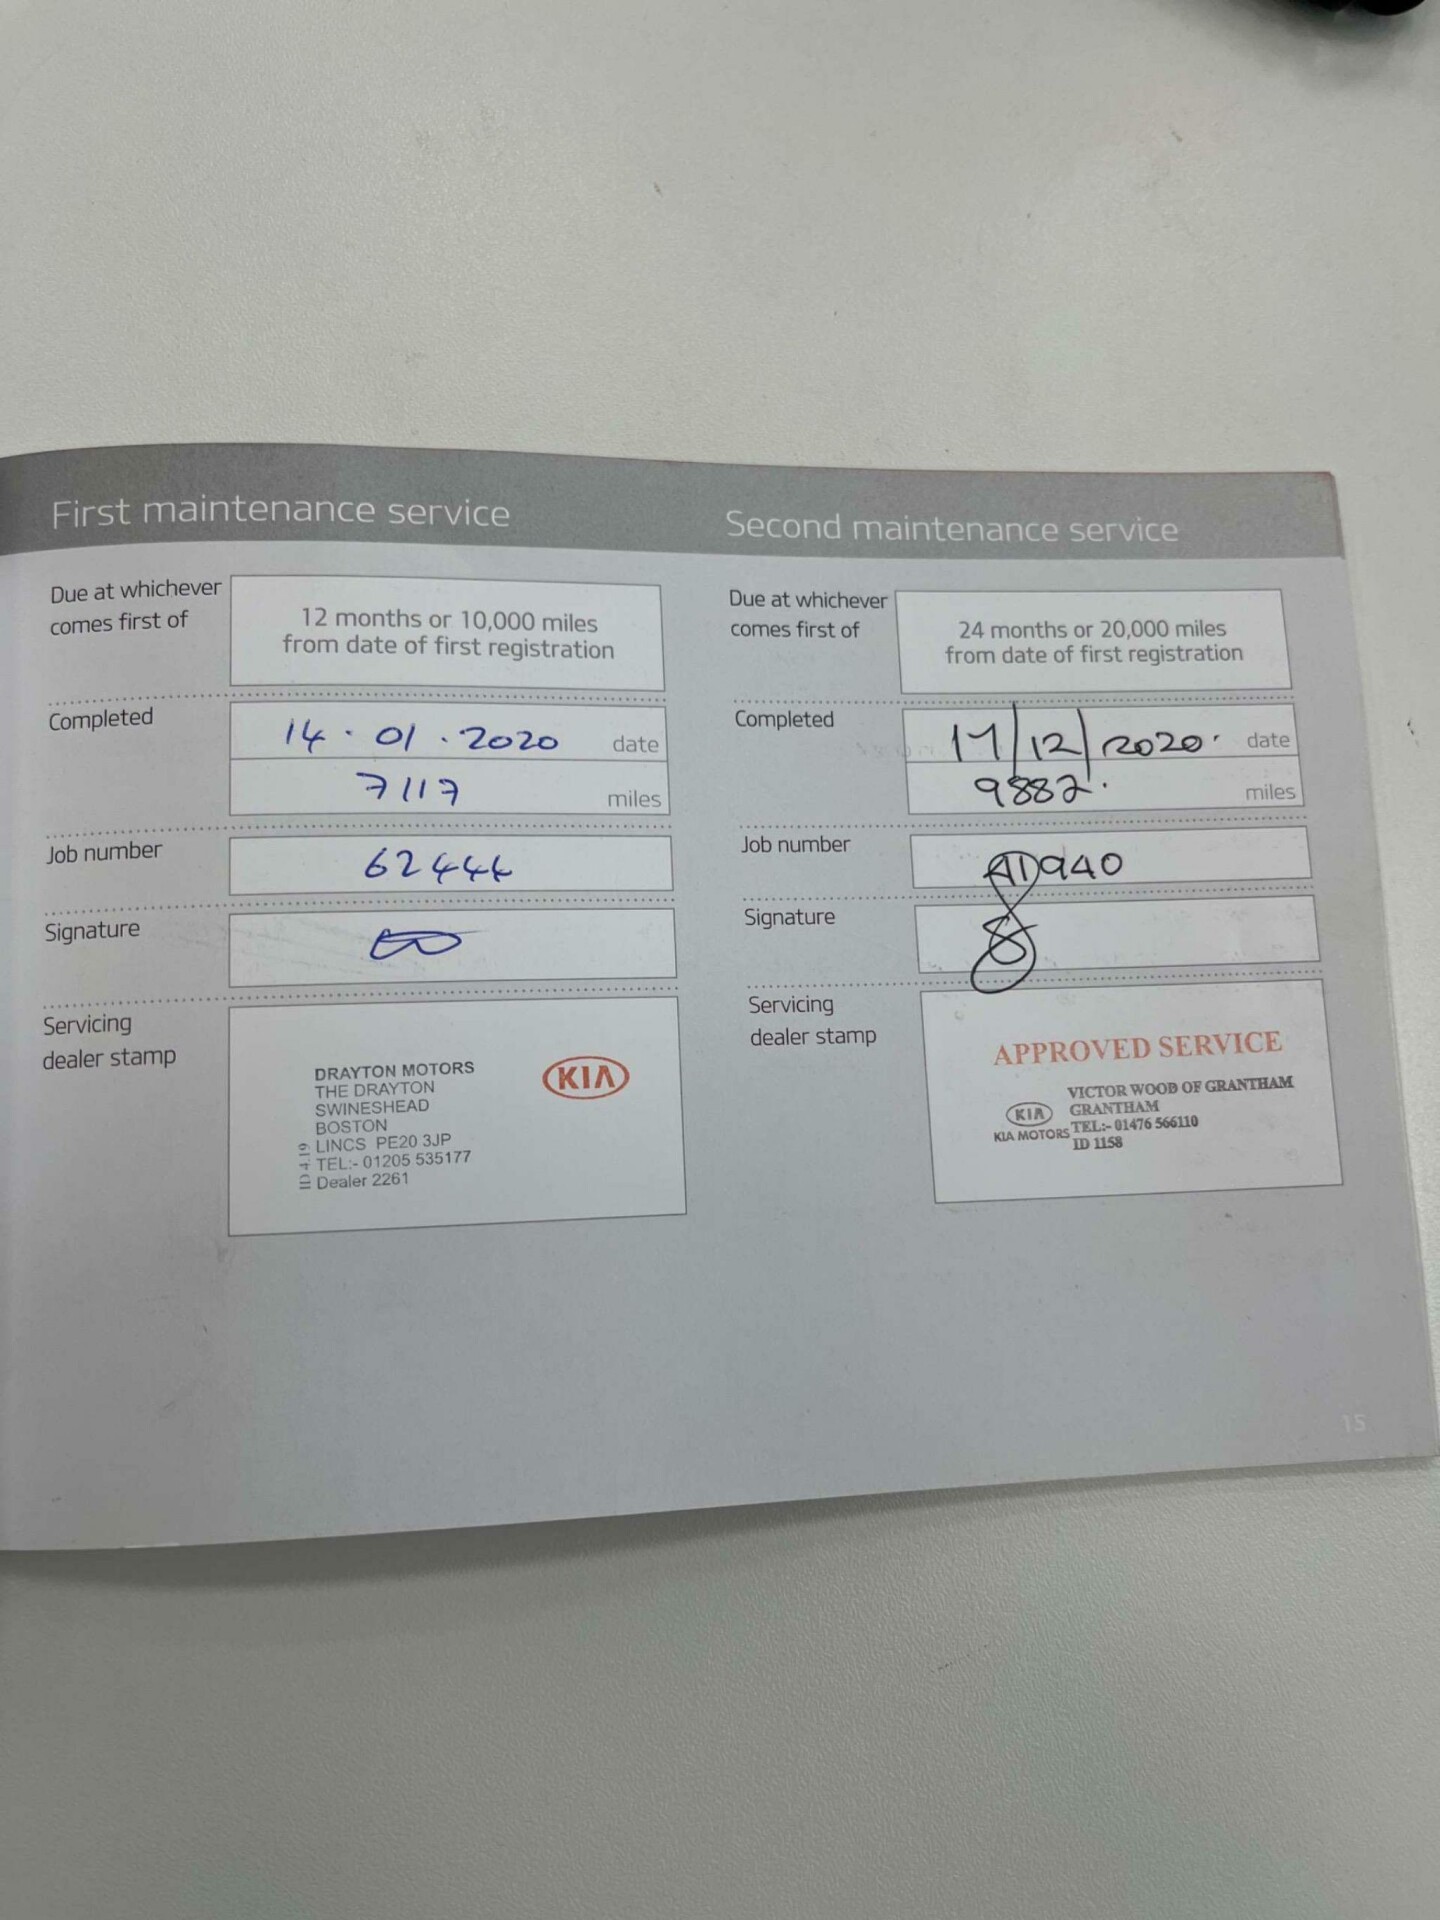 First maintenance service
Due at whichever
comes first of
12 months or 10,000 miles
from date of first registration
Completed
14 . 01 . 2020 date
7117 miles
Job number
62444
Signature
Servicing
dealer stamp
DRAYTON MOTORS
THE DRAYTON
SWINESHEAD
BOSTON
LINCS PE20 3JP
TEL:- 01205 535177
Dealer 2261
KIA
Second maintenance service
Due at whichever
comes first of
24 months or 20,000 miles
from date of first registration
Completed
17/12/2020. date
9882. miles
Job number
Signature
Servicing
dealer stamp
APPROVED SERVICE
VICTOR WOOD OF GRANTHAM
GRANTHAM
TEL:- 01476 566110
ID 1158
KIA
KIA MOTORS
15